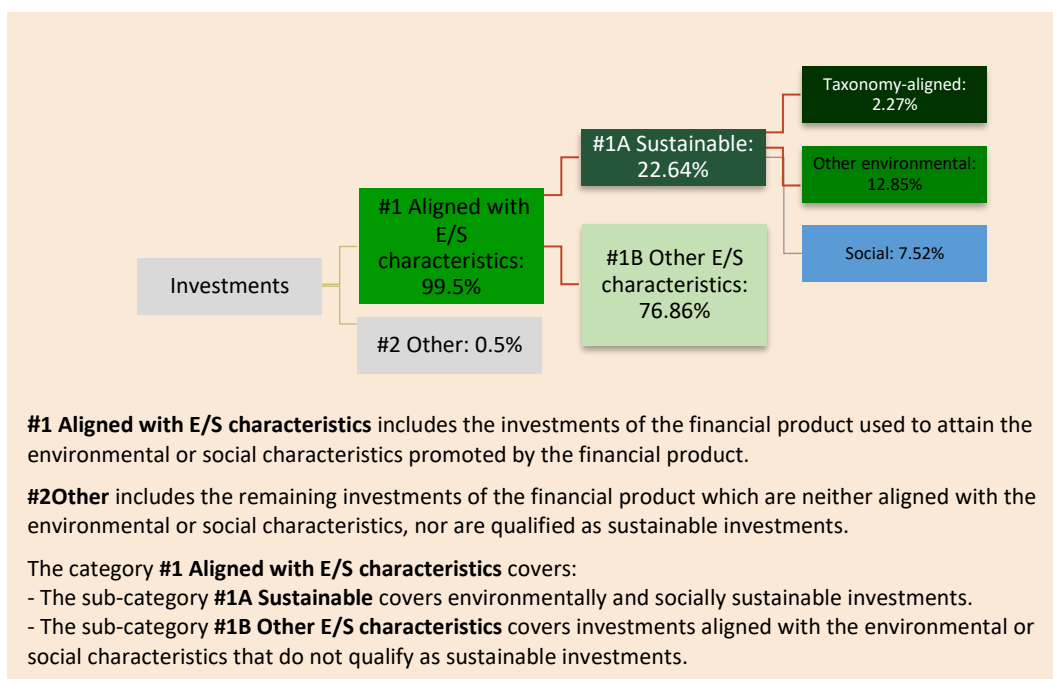 Taxonomy-aligned:
2.27%
#1A Sustainable:
22.64%
Other environmental:
12.85%
#1 Aligned with
E/S
characteristics:
99.5%
#1B Other E/S
characteristics:
76.86%
Social: 7.52%
Investments
#2 Other: 0.5%
#1 Aligned with E/S characteristics includes the investments of the financial product used to attain the
environmental or social characteristics promoted by the financial product.
#2Other includes the remaining investments of the financial product which are neither aligned with the
environmental or social characteristics, nor are qualified as sustainable investments.
The category #1 Aligned with E/S characteristics covers:
- The sub-category #1A Sustainable covers environmentally and socially sustainable investments.
- The sub-category #1B Other E/S characteristics covers investments aligned with the environmental or
social characteristics that do not qualify as sustainable investments.